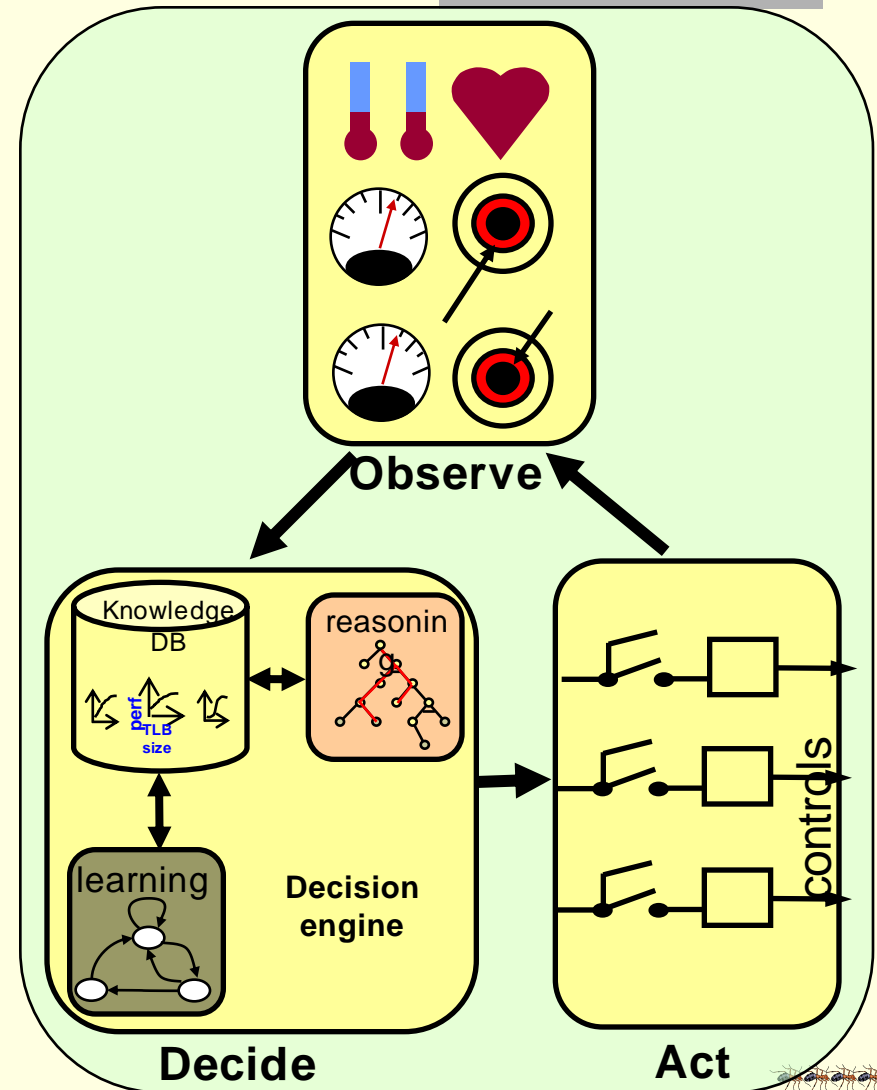 Observe
Knowledge
DB
perf
TLB
size
reasonin
g
learning
Decision
engine
controls
Decide
Act